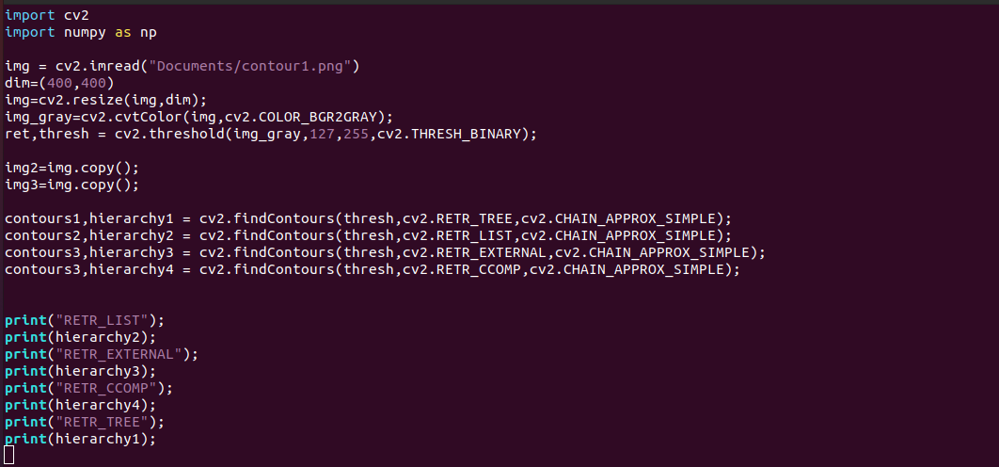 import cv2
import numpy as np
img = cv2.imread("Documents/contour1.png")
dim=(400,400)
img=cv2.resize(img,dim);
img_gray=cv2.cvtColor(img,cv2.COLOR_BGR2GRAY);
ret,thresh = cv2.threshold(img_gray,127,255,cv2.THRESH_BINARY);
img2=img.copy();
img3=img.copy();
contours1,hierarchy1 = cv2.findContours(thresh,cv2.RETR_TREE,cv2.CHAIN_APPROX_SIMPLE);
contours2,hierarchy2 = cv2.findContours(thresh,cv2.RETR_LIST,cv2.CHAIN_APPROX_SIMPLE);
contours3,hierarchy3 = cv2.findContours(thresh,cv2.RETR_EXTERNAL,cv2.CHAIN_APPROX_SIMPLE);
contours3,hierarchy4 = cv2.findContours(thresh,cv2.RETR_CCOMP,cv2.CHAIN_APPROX_SIMPLE);
print("RETR_LIST");
print(hierarchy2);
print("RETR_EXTERNAL");
print(hierarchy3);
print("RETR_CCOMP");
print(hierarchy4);
print("RETR_TREE");
print(hierarchy1);